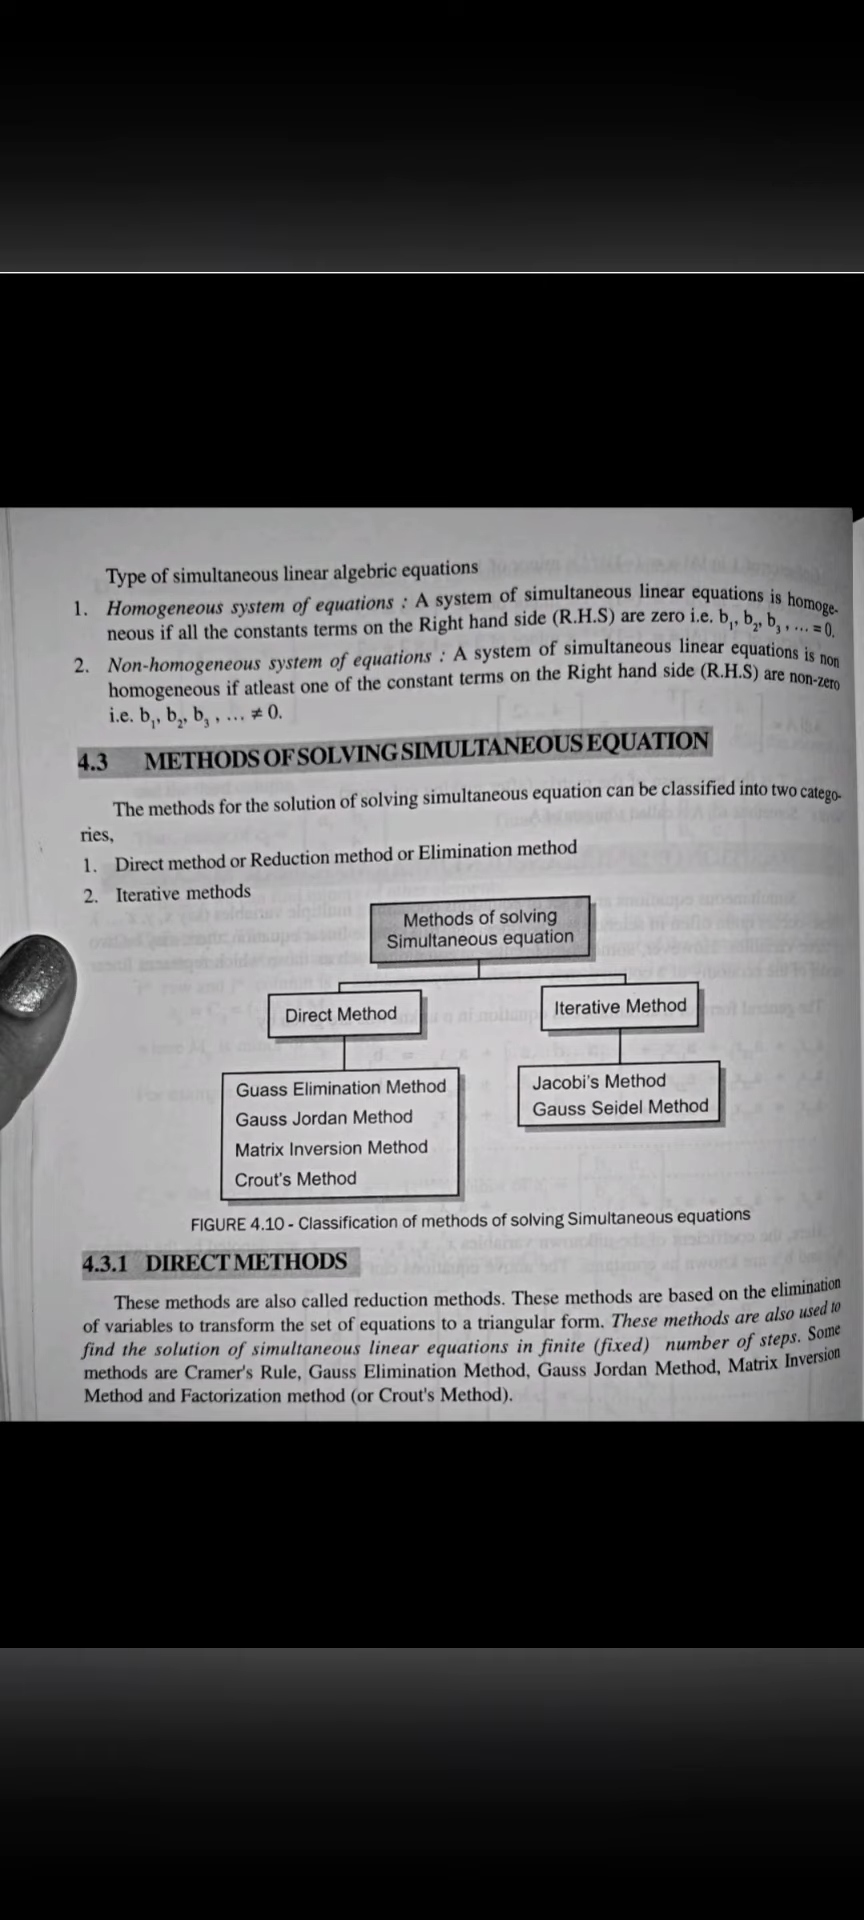 Type of simultaneous linear algebric equations
1. Homogeneous system of equations : A system of simultaneous linear equations is homoge-
neous if all the constants terms on the Right hand side (R.H.S) are zero i.e. b₁, b₂, b₃ , ... = 0.
2. Non-homogeneous system of equations : A system of simultaneous linear equations is non
homogeneous if atleast one of the constant terms on the Right hand side (R.H.S) are non-zero
i.e. b₁, b₂, b₃ , ... ≠ 0.
4.3 METHODS OF SOLVING SIMULTANEOUS EQUATION
The methods for the solution of solving simultaneous equation can be classified into two catego-
ries,
1. Direct method or Reduction method or Elimination method
2. Iterative methods
Methods of solving
Simultaneous equation
Direct Method
Iterative Method
Guass Elimination Method
Gauss Jordan Method
Matrix Inversion Method
Crout's Method
Jacobi's Method
Gauss Seidel Method
FIGURE 4.10 - Classification of methods of solving Simultaneous equations
4.3.1 DIRECT METHODS
These methods are also called reduction methods. These methods are based on the elimination
of variables to transform the set of equations to a triangular form. These methods are also used to
find the solution of simultaneous linear equations in finite (fixed) number of steps. Some
methods are Cramer's Rule, Gauss Elimination Method, Gauss Jordan Method, Matrix Inversion
Method and Factorization method (or Crout's Method).